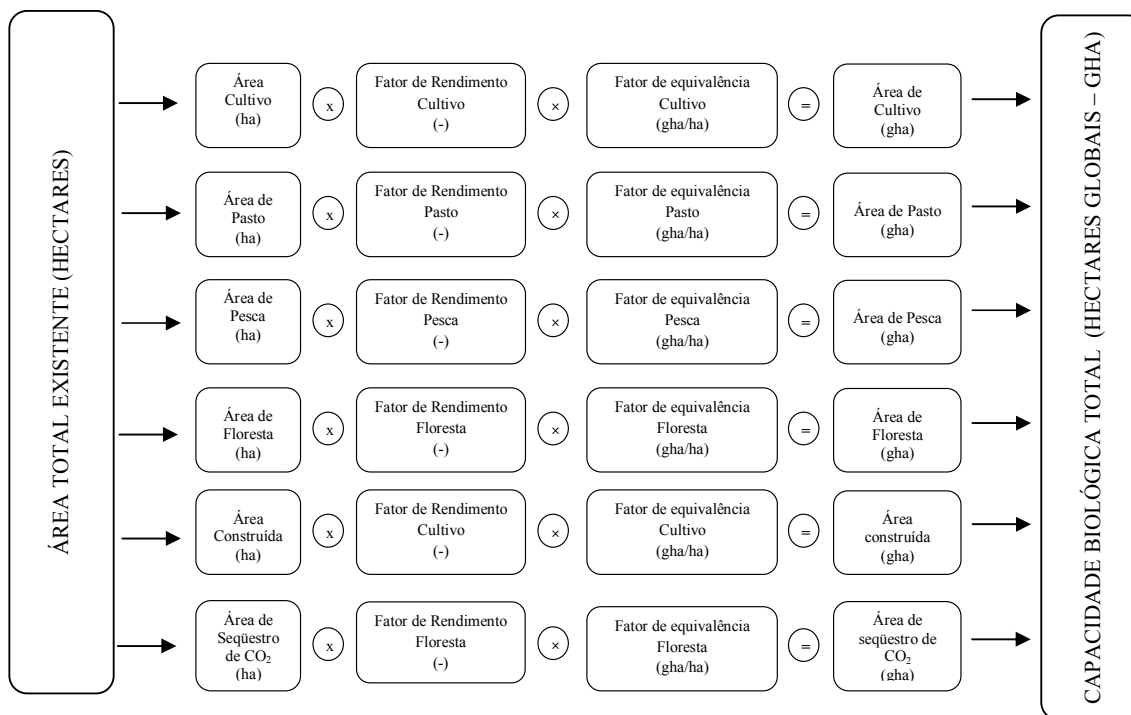 ÁREA TOTAL EXISTENTE (HECTARES)
Área
Cultivo
(ha)
x
Fator de Rendimento
Cultivo
(-)
×
Fator de equivalência
Cultivo
(gha/ha)
=
Área de
Cultivo
(gha)
Área de
Pasto
(ha)
x
Fator de Rendimento
Pasto
(-)
×
Fator de equivalência
Pasto
(gha/ha)
=
Área de Pasto
(gha)
Área de
Pesca
(ha)
x
Fator de Rendimento
Pesca
(-)
×
Fator de equivalência
Pesca
(gha/ha)
=
Área de Pesca
(gha)
Área de
Floresta
(ha)
x
Fator de Rendimento
Floresta
(-)
×
Fator de equivalência
Floresta
(gha/ha)
=
Área de
Floresta
(gha)
Área
Construída
(ha)
x
Fator de Rendimento
Cultivo
(-)
×
Fator de equivalência
Cultivo
(gha/ha)
=
Área
construída
(gha)
Área de
Seqüestro
de CO₂
(ha)
x
Fator de Rendimento
Floresta
(-)
×
Fator de equivalência
Floresta
(gha/ha)
=
Área de
seqüestro de
CO₂
(gha)
CAPACIDADE BIOLÓGICA TOTAL (HECTARES GLOBAIS – GHA)